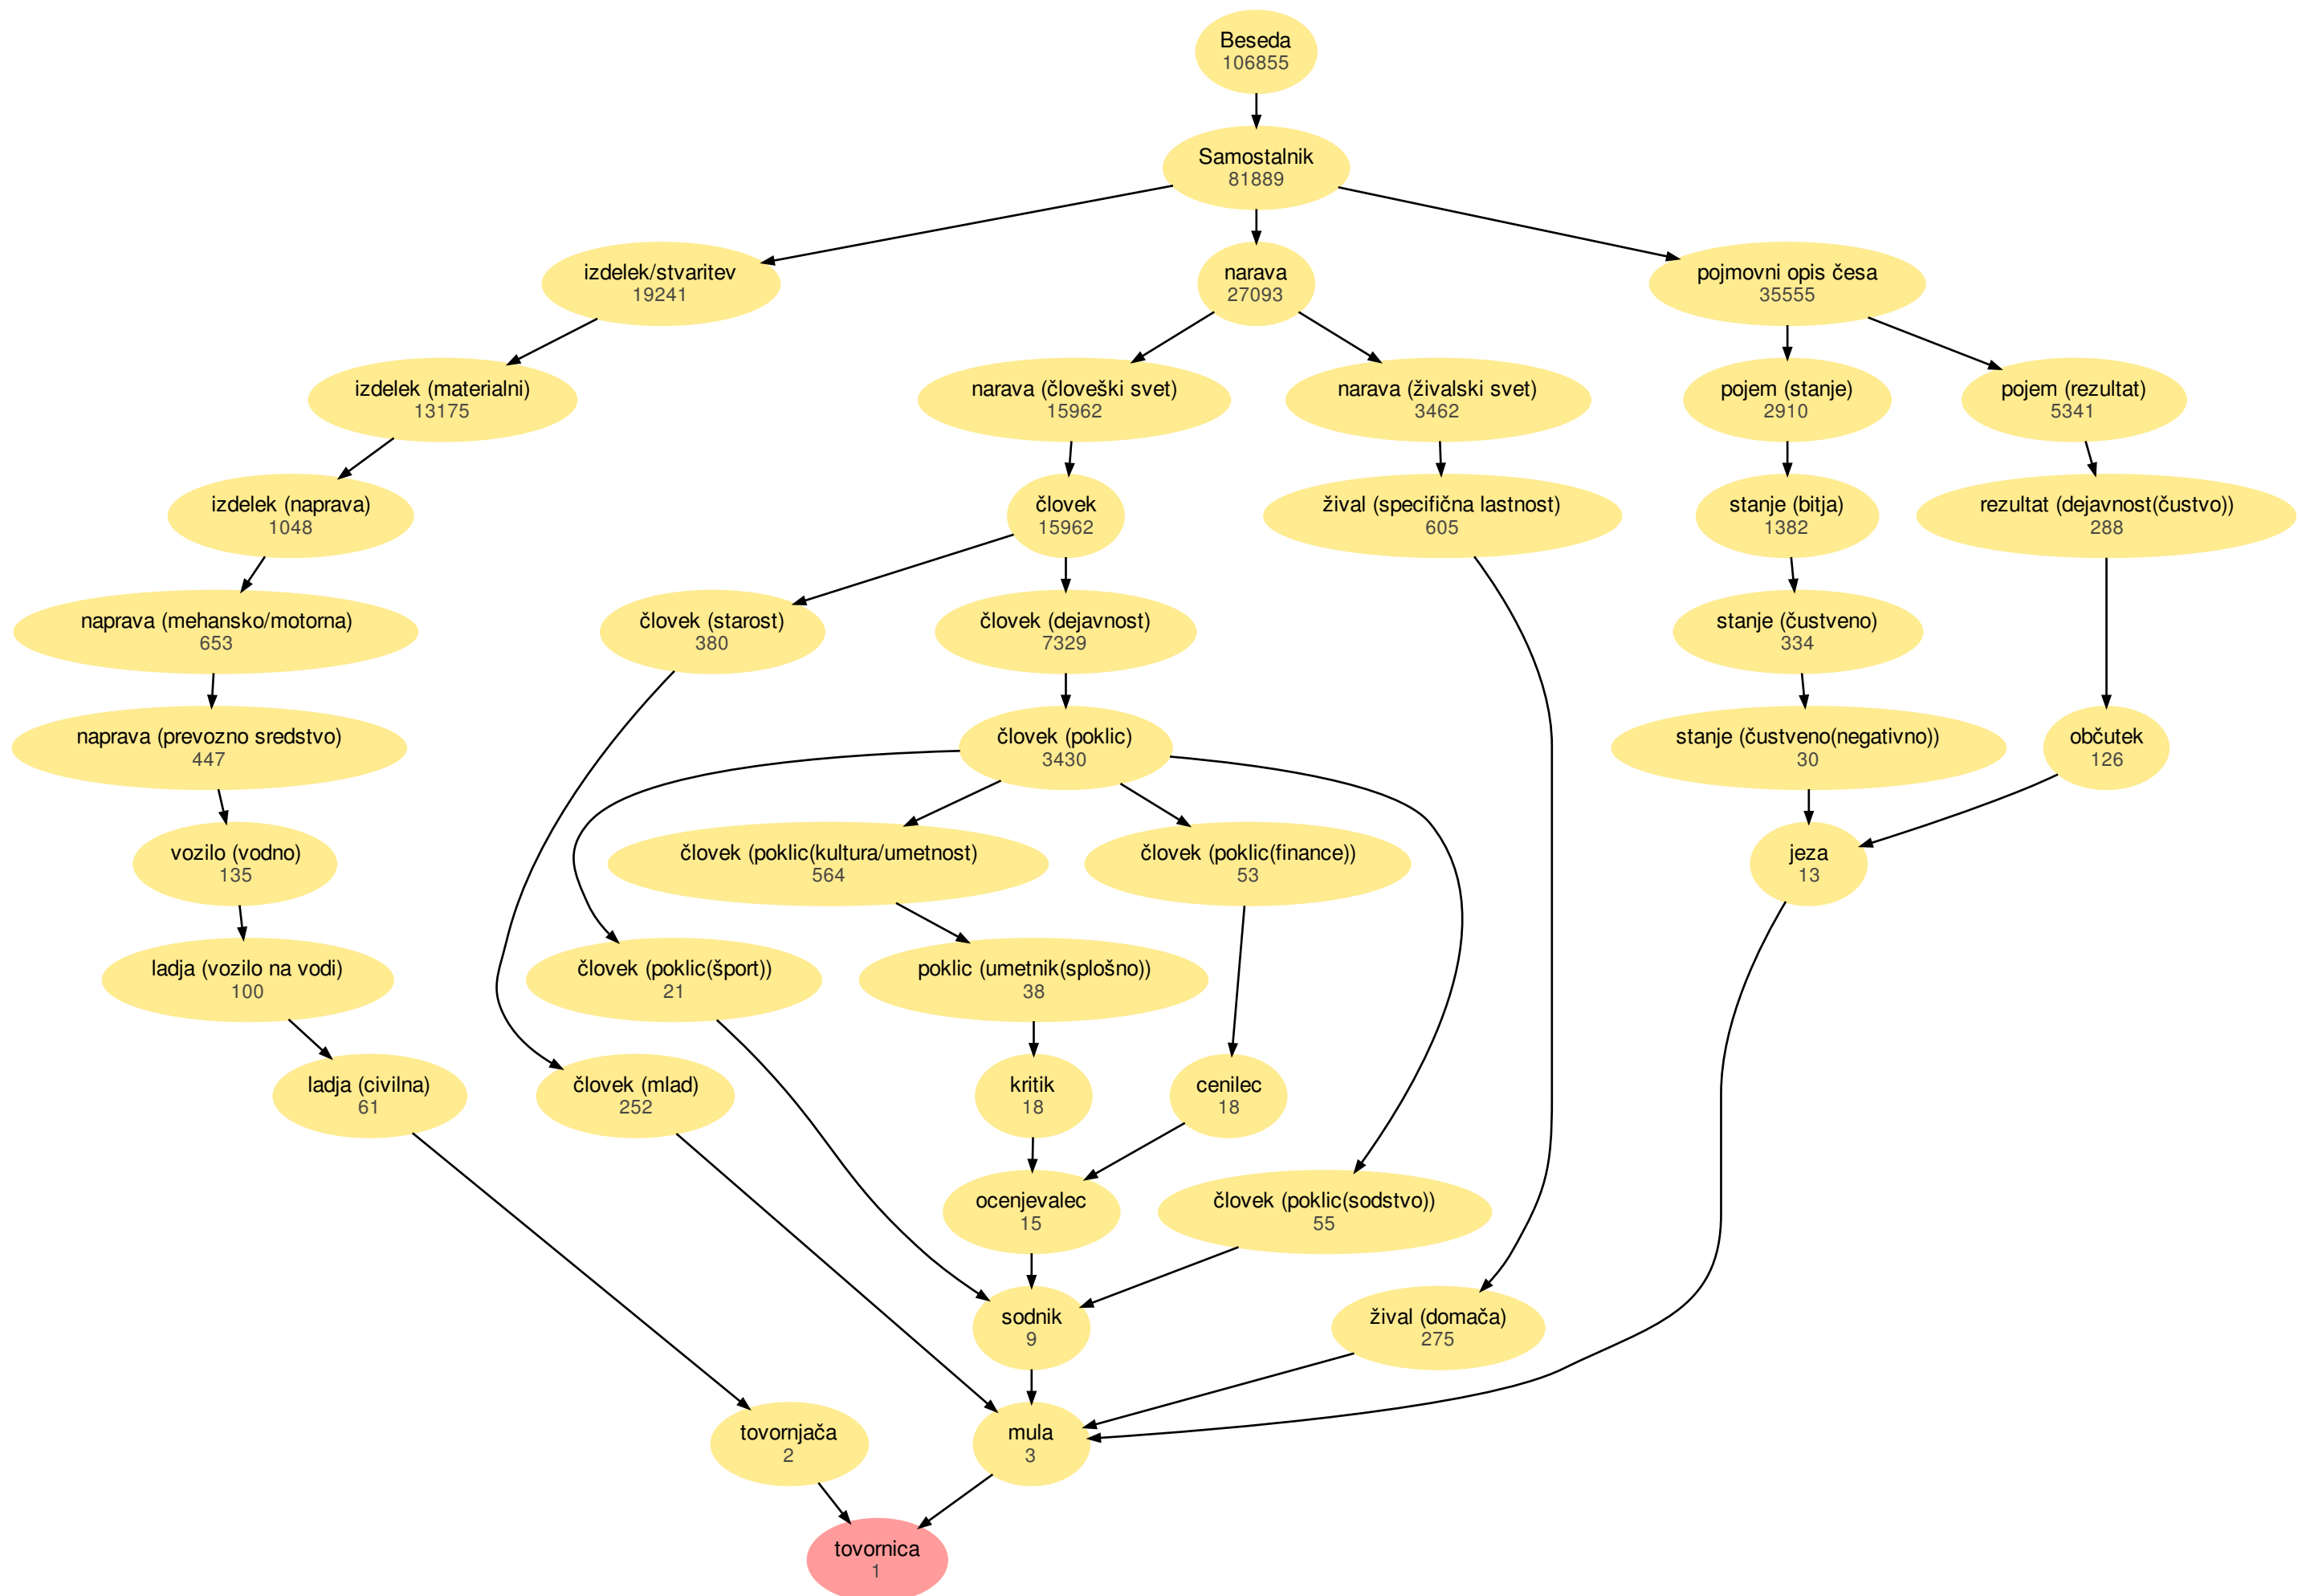 Beseda
106855
Samostalnik
81889
izdelek/stvaritev
19241
narava
27093
pojmovni opis česa
35555
izdelek (materialni)
13175
narava (človeški svet)
15962
narava (živalski svet)
3462
pojem (stanje)
2910
pojem (rezultat)
5341
izdelek (naprava)
1048
človek
15962
žival (specifična lastnost)
605
stanje (bitja)
1382
rezultat (dejavnost(čustvo))
288
naprava (mehansko/motorna)
653
človek (starost)
380
človek (dejavnost)
7329
stanje (čustveno)
334
naprava (prevozno sredstvo)
447
človek (poklic)
3430
stanje (čustveno(negativno))
30
občutek
126
vozilo (vodno)
135
človek (poklic(kultura/umetnost)
564
človek (poklic(finance))
53
jeza
13
ladja (vozilo na vodi)
100
človek (poklic(šport))
21
poklic (umetnik(splošno))
38
ladja (civilna)
61
človek (mlad)
252
kritik
18
cenilec
18
ocenjevalec
15
človek (poklic(sodstvo))
55
sodnik
9
žival (domača)
275
tovornjača
2
mula
3
tovornica
1